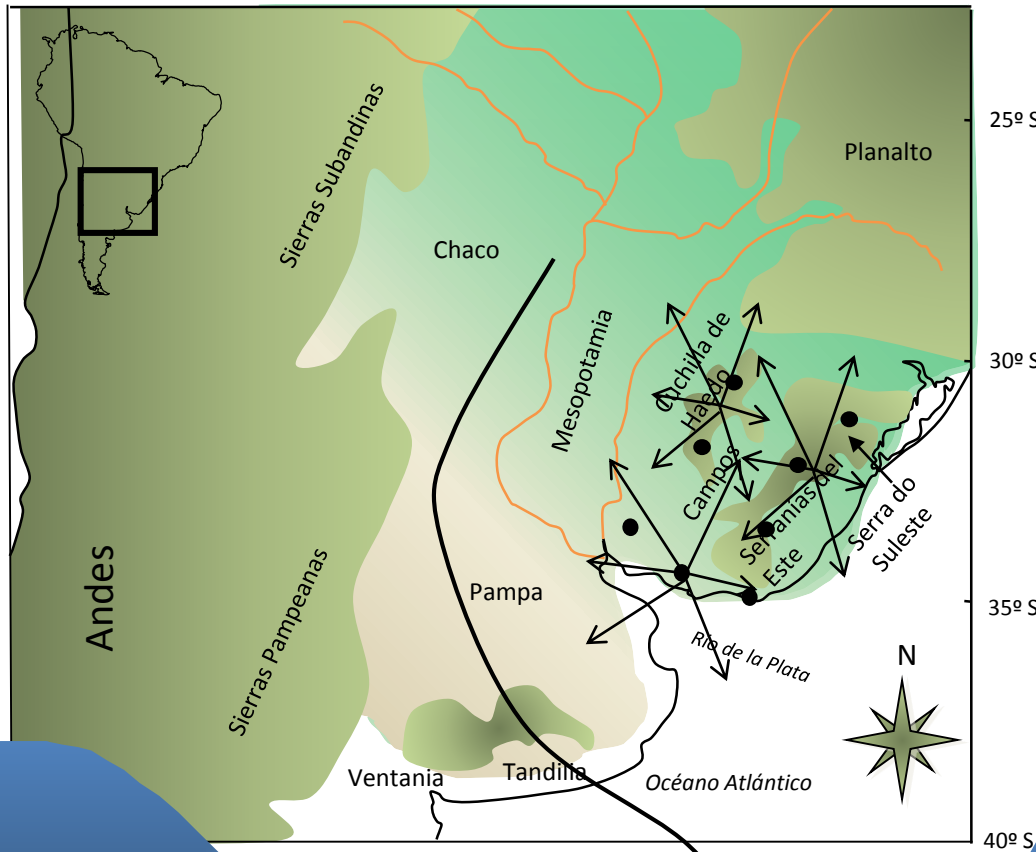 25º S
Planalto
Sierras Subandinas
Chaco
30º S
Mesopotamia
Cuchilla de
Haedo
Campos
Serranías del
Este
Serra do
Suleste
Andes
Sierras Pampeanas
Pampa
35º S
Río de la Plata
N
Ventania
Tandilia
Océano Atlántico
40º S